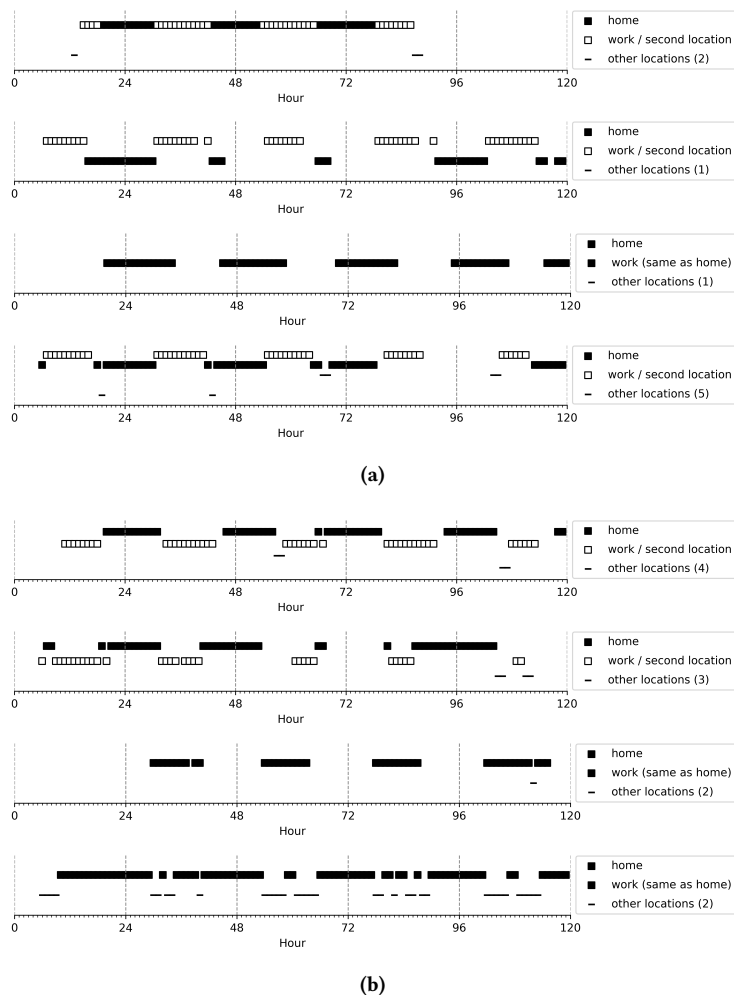 home
work / second location
other locations (2)
0 24 48 72 96 120
Hour
home
work / second location
other locations (1)
0 24 48 72 96 120
Hour
home
work (same as home)
other locations (1)
0 24 48 72 96 120
Hour
home
work / second location
other locations (5)
0 24 48 72 96 120
Hour
(a)
home
work / second location
other locations (4)
0 24 48 72 96 120
Hour
home
work / second location
other locations (3)
0 24 48 72 96 120
Hour
home
work (same as home)
other locations (2)
0 24 48 72 96 120
Hour
home
work (same as home)
other locations (2)
0 24 48 72 96 120
Hour
(b)